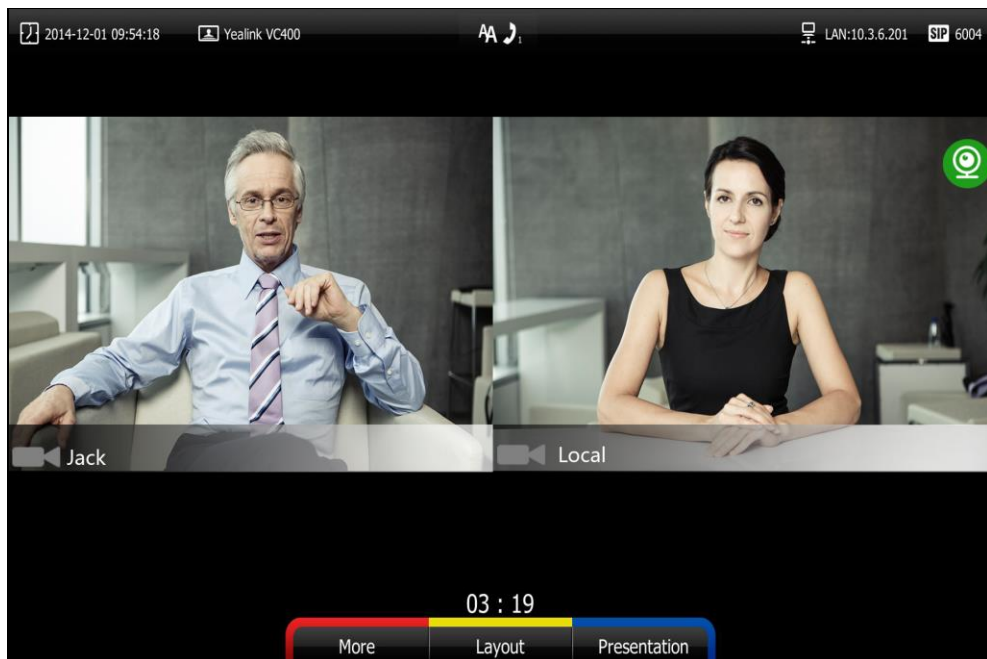 2014-12-01 09:54:18 Yealink VC400 AA 1 LAN:10.3.6.201 SIP 6004
Jack Local
03 : 19
More Layout Presentation